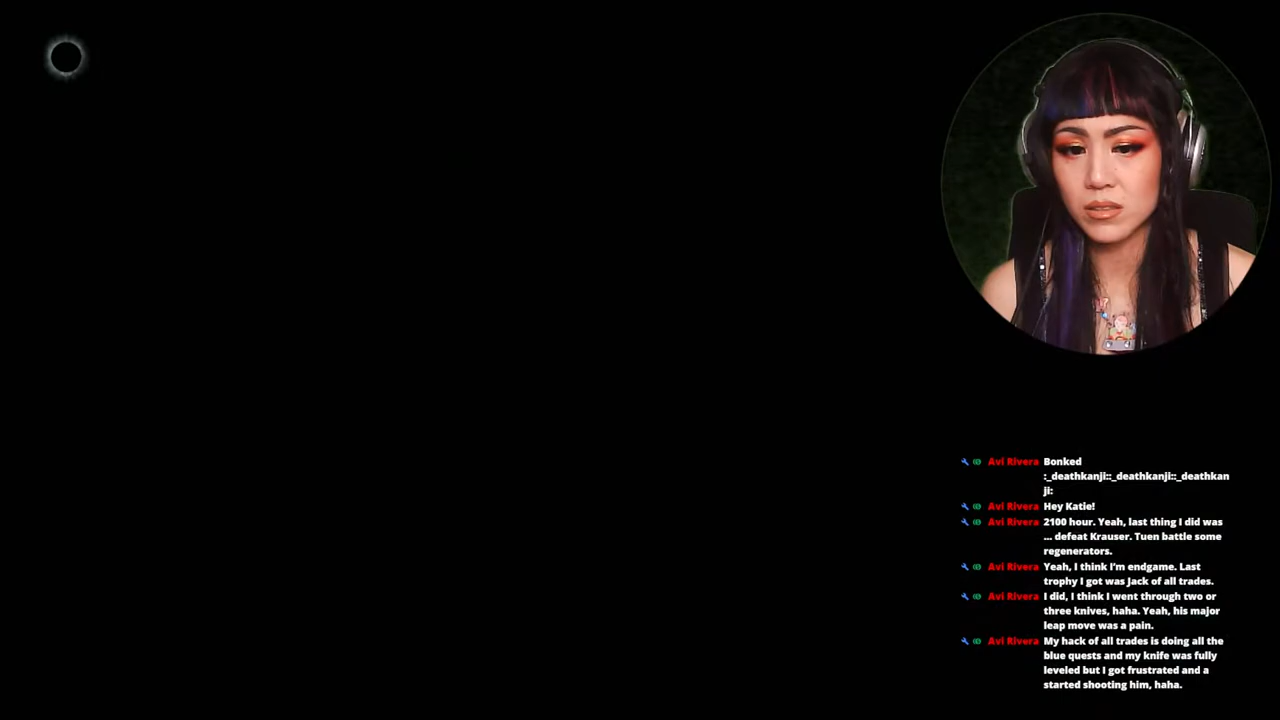 Avi Rivera Bonked
:_deathkanji::_deathkanji::_deathkan
ji:
Avi Rivera Hey Katie!
Avi Rivera 2100 hour. Yeah, last thing I did was
... defeat Krauser. Tuen battle some
regenerators.
Avi Rivera Yeah, I think I'm endgame. Last
trophy I got was Jack of all trades.
Avi Rivera I did, I think I went through two or
three knives, haha. Yeah, his major
leap move was a pain.
Avi Rivera My hack of all trades is doing all the
blue quests and my knife was fully
leveled but I got frustrated and a
started shooting him, haha.